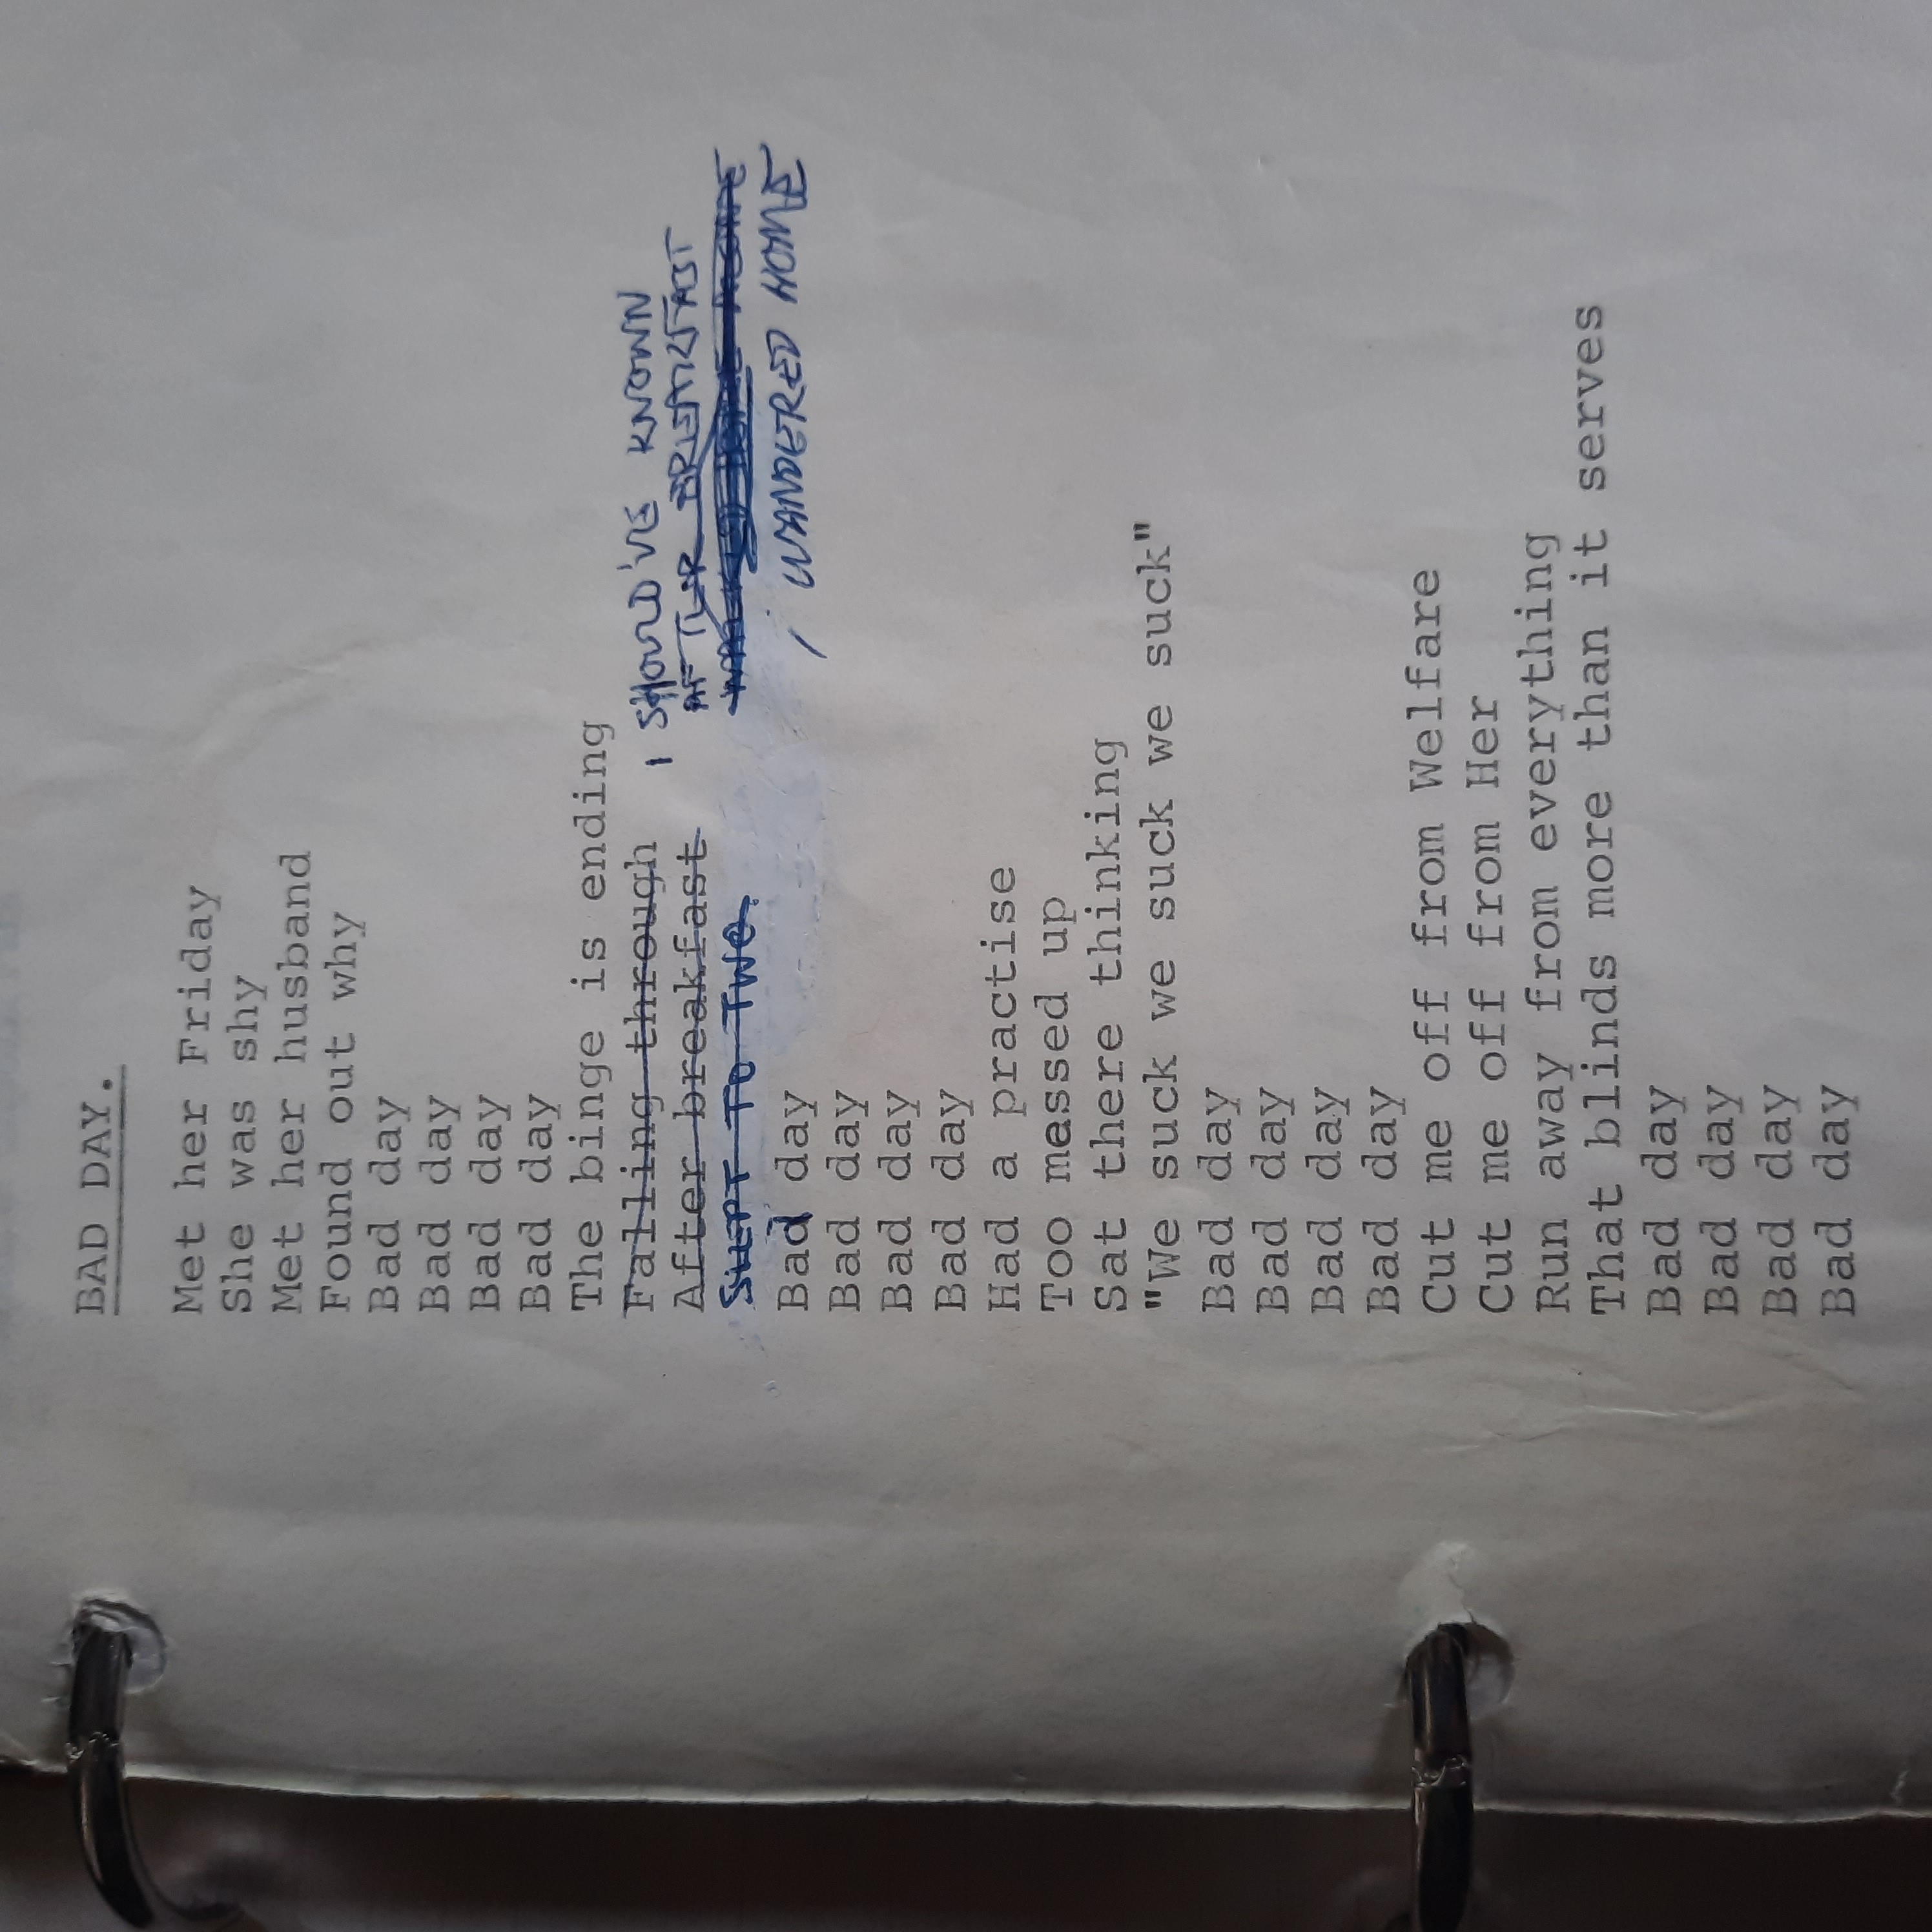 BAD DAY.
Met her Friday
She was shy
Met her husband
Found out why
Bad day
Bad day
Bad day
Bad day
The binge is ending
Falling through I SHOULD'VE KNOWN
After breakfast AFTER BREAKFAST
SLEPT TO TWO.
I WANDERED HOME
Bad day
Bad day
Bad day
Bad day
Had a practise
Too messed up
Sat there thinking
"We suck we suck we suck"
Bad day
Bad day
Bad day
Bad day
Cut me off from Welfare
Cut me off from Her
Run away from everything
That blinds more than it serves
Bad day
Bad day
Bad day
Bad day